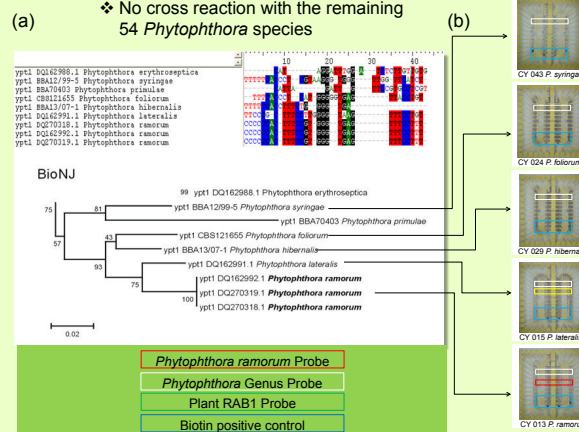 (a)
❖ No cross reaction with the remaining
54 Phytophthora species
(b)
10 20 30 40
ypt1 DQ162988.1 Phytophthora erythroseptica
ypt1 BBA12/99-5 Phytophthora syringae
ypt1 BBA70403 Phytophthora primulae
ypt1 CBS121655 Phytophthora foliorum
ypt1 BBA13/07-1 Phytophthora hibernalis
ypt1 DQ162991.1 Phytophthora lateralis
ypt1 DQ270318.1 Phytophthora ramorum
ypt1 DQ162992.1 Phytophthora ramorum
ypt1 DQ270319.1 Phytophthora ramorum
BioNJ
99 ypt1 DQ162988.1 Phytophthora erythroseptica
75
81 ypt1 BBA12/99-5 Phytophthora syringae
ypt1 BBA70403 Phytophthora primulae
57
43 ypt1 CBS121655 Phytophthora foliorum
ypt1 BBA13/07-1 Phytophthora hibernalis
93
ypt1 DQ162991.1 Phytophthora lateralis
75
ypt1 DQ162992.1 Phytophthora ramorum
ypt1 DQ270319.1 Phytophthora ramorum
100
ypt1 DQ270318.1 Phytophthora ramorum
0.02
Phytophthora ramorum Probe
Phytophthora Genus Probe
Plant RAB1 Probe
Biotin positive control
CY 043 P. syringa
CY 024 P. foliorum
CY 029 P. hiberna
CY 015 P. laterali
CY 013 P. ramoru